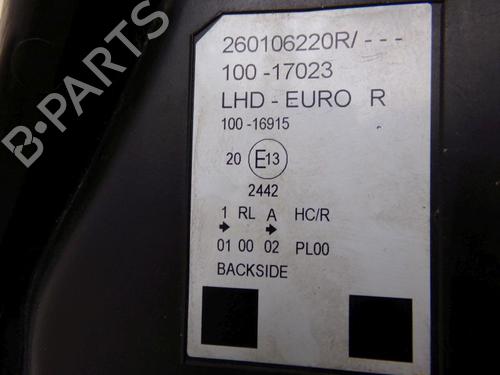 260106220R/---
100-17023
LHD-EURO R
100-16915
20 E13
2442
1 RL A HC/R
01 00 02 PL00
BACKSIDE
B-PARTS